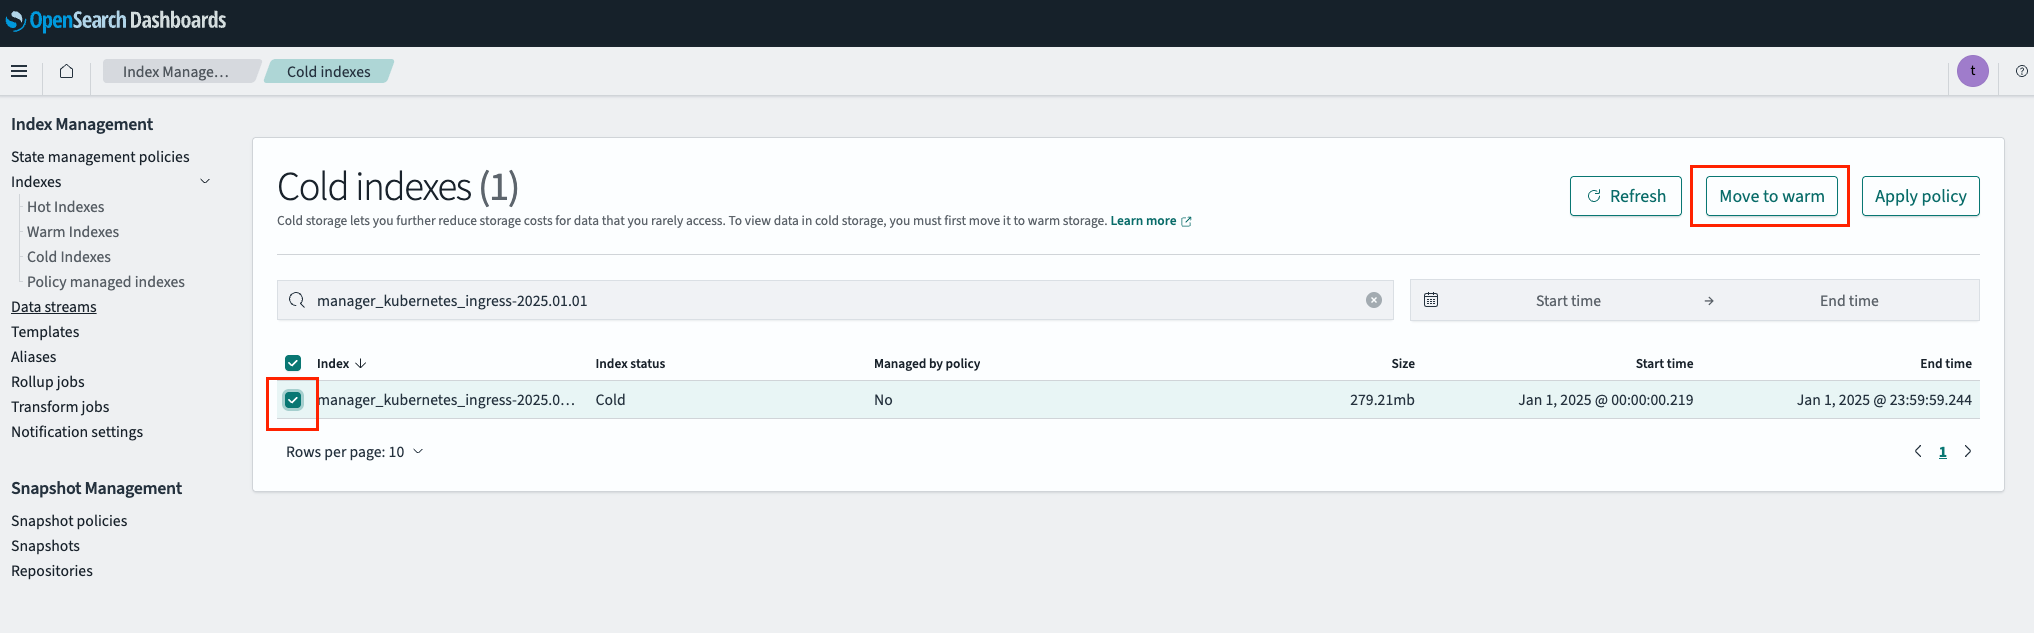 OpenSearch Dashboards
Index Manage…
Cold indexes
t
Index Management
State management policies
Indexes
Hot Indexes
Warm Indexes
Cold Indexes
Policy managed indexes
Data streams
Templates
Aliases
Rollup jobs
Transform jobs
Notification settings
Snapshot Management
Snapshot policies
Snapshots
Repositories
Cold indexes (1)
Cold storage lets you further reduce storage costs for data that you rarely access. To view data in cold storage, you must first move it to warm storage. Learn more
Refresh
Move to warm
Apply policy
manager_kubernetes_ingress-2025.01.01
Start time → End time
Index ↓ Index status Managed by policy Size Start time End time
manager_kubernetes_ingress-2025.0… Cold No 279.21mb Jan 1, 2025 @ 00:00:00.219 Jan 1, 2025 @ 23:59:59.244
Rows per page: 10
1